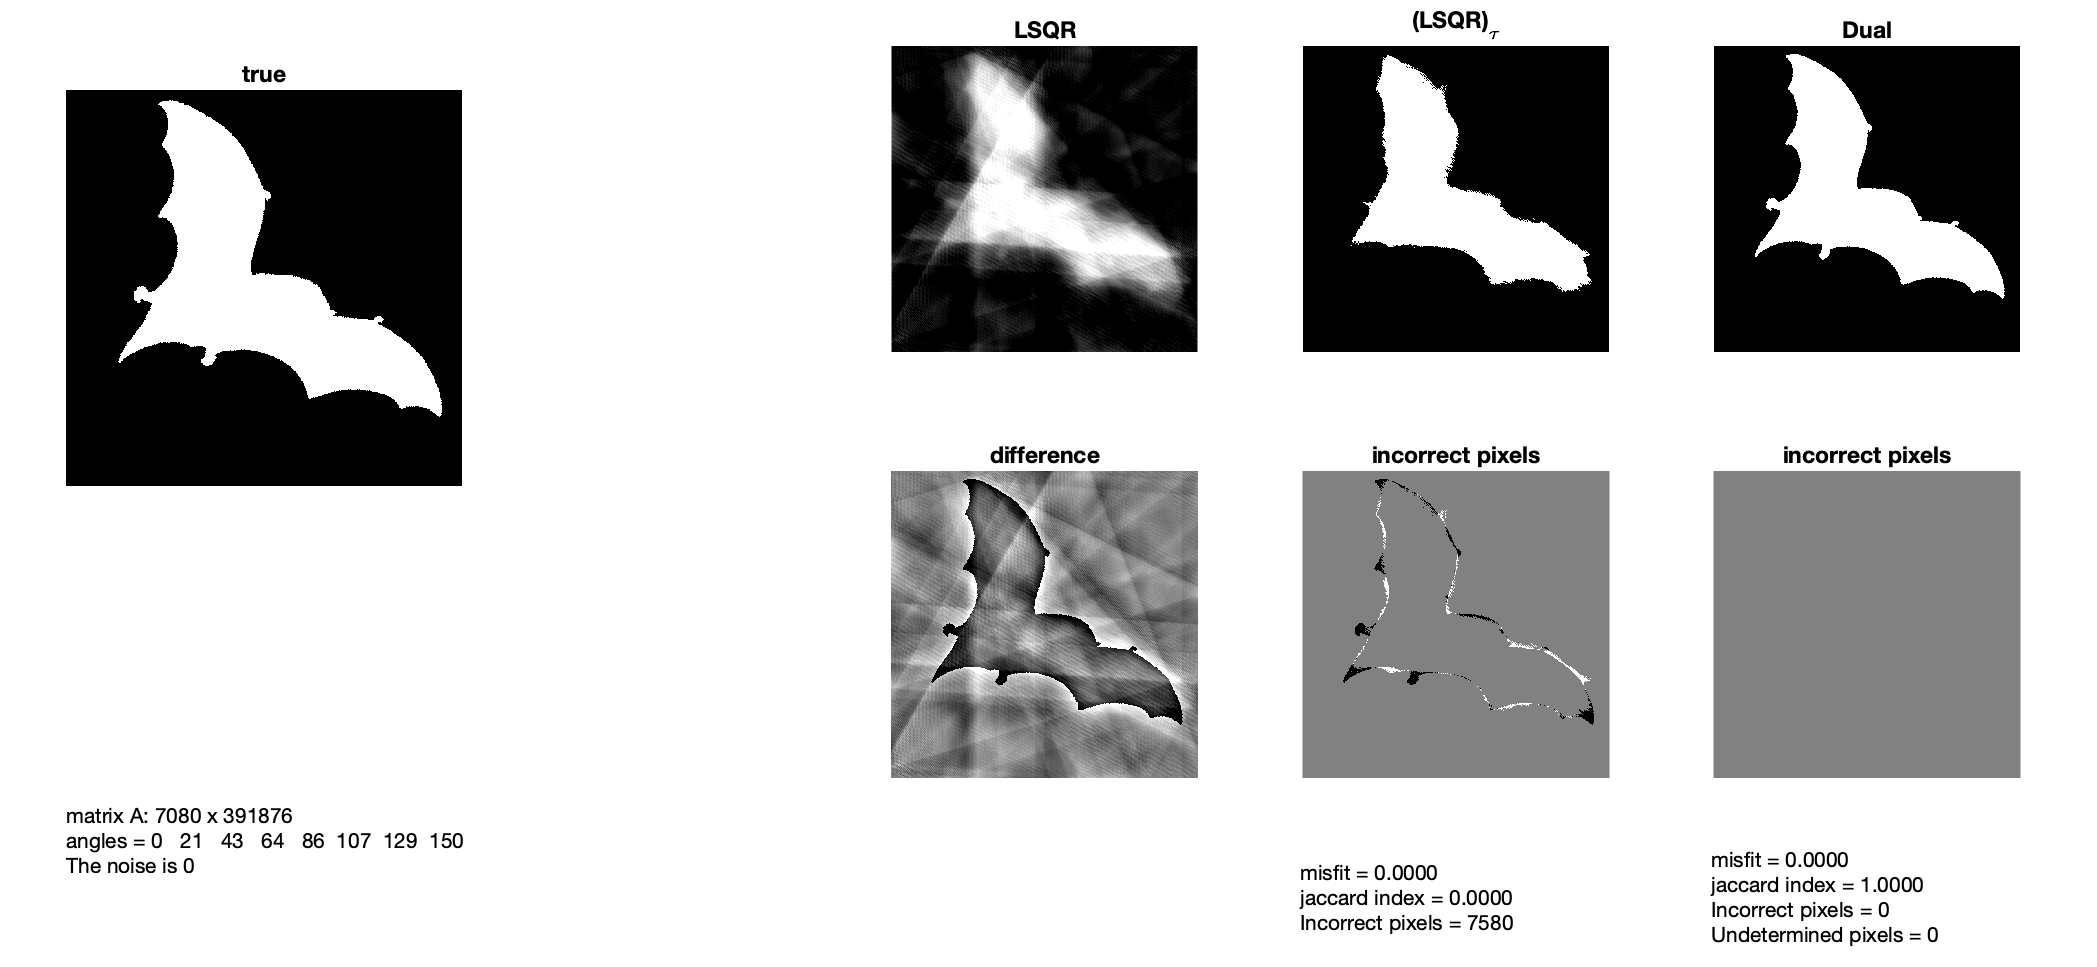 true
LSQR
(LSQR)τ
Dual
difference
incorrect pixels
incorrect pixels
matrix A: 7080 x 391876
angles = 0 21 43 64 86 107 129 150
The noise is 0
misfit = 0.0000
jaccard index = 0.0000
Incorrect pixels = 7580
misfit = 0.0000
jaccard index = 1.0000
Incorrect pixels = 0
Undetermined pixels = 0